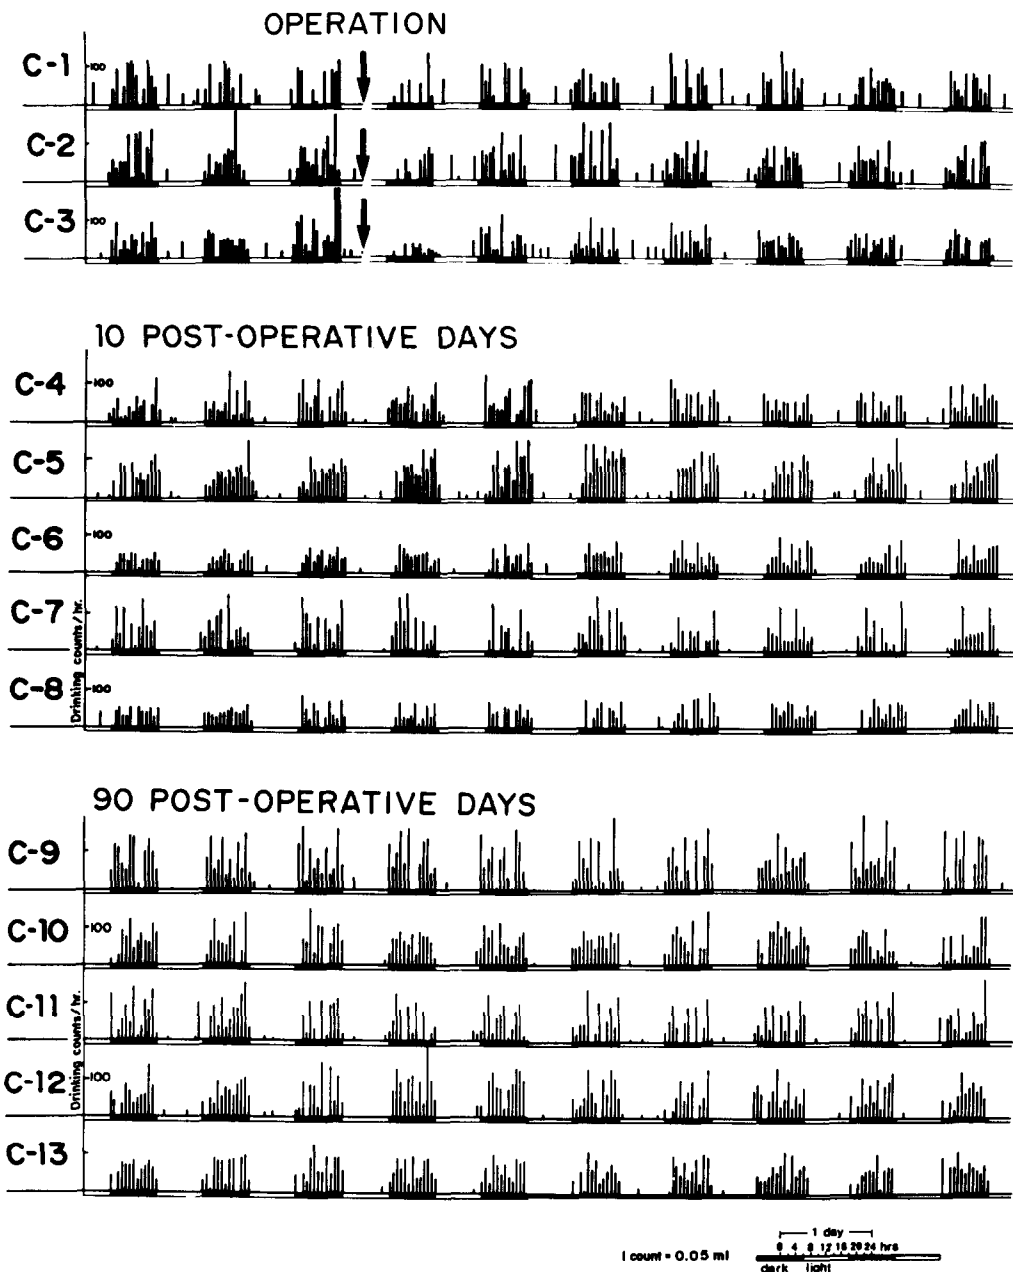 OPERATION
C-1
100
C-2
C-3
100
10 POST-OPERATIVE DAYS
C-4
100
C-5
C-6
100
C-7
C-8
100
Drinking counts/hr.
90 POST-OPERATIVE DAYS
C-9
C-10
100
C-11
C-12
100
C-13
Drinking counts/hr.
1 day
0 4 8 12 16 20 24 hrs
1 count = 0.05 ml
dark light